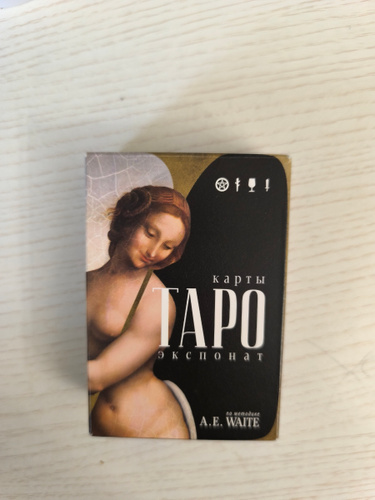 карты
ТАРО
экспонат
по методике
A.E. WAITE